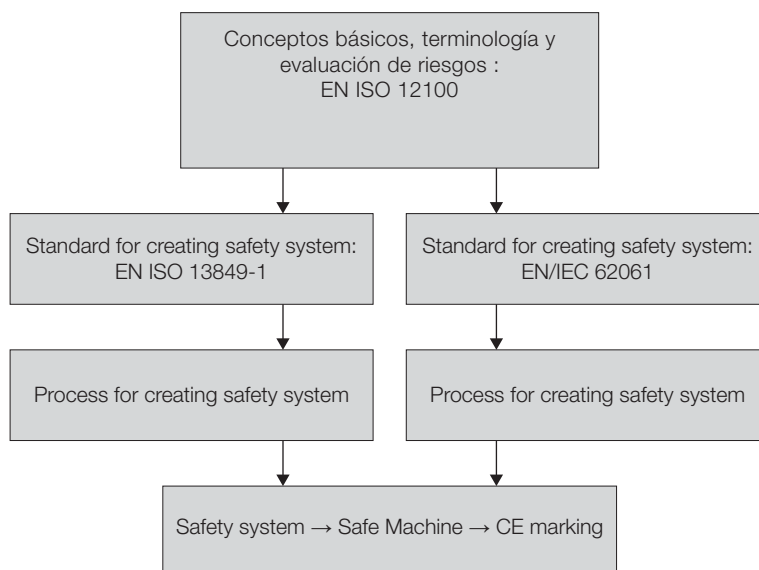 Conceptos básicos, terminología y
evaluación de riesgos :
EN ISO 12100
Standard for creating safety system:
EN ISO 13849-1
Standard for creating safety system:
EN/IEC 62061
Process for creating safety system
Process for creating safety system
Safety system → Safe Machine → CE marking